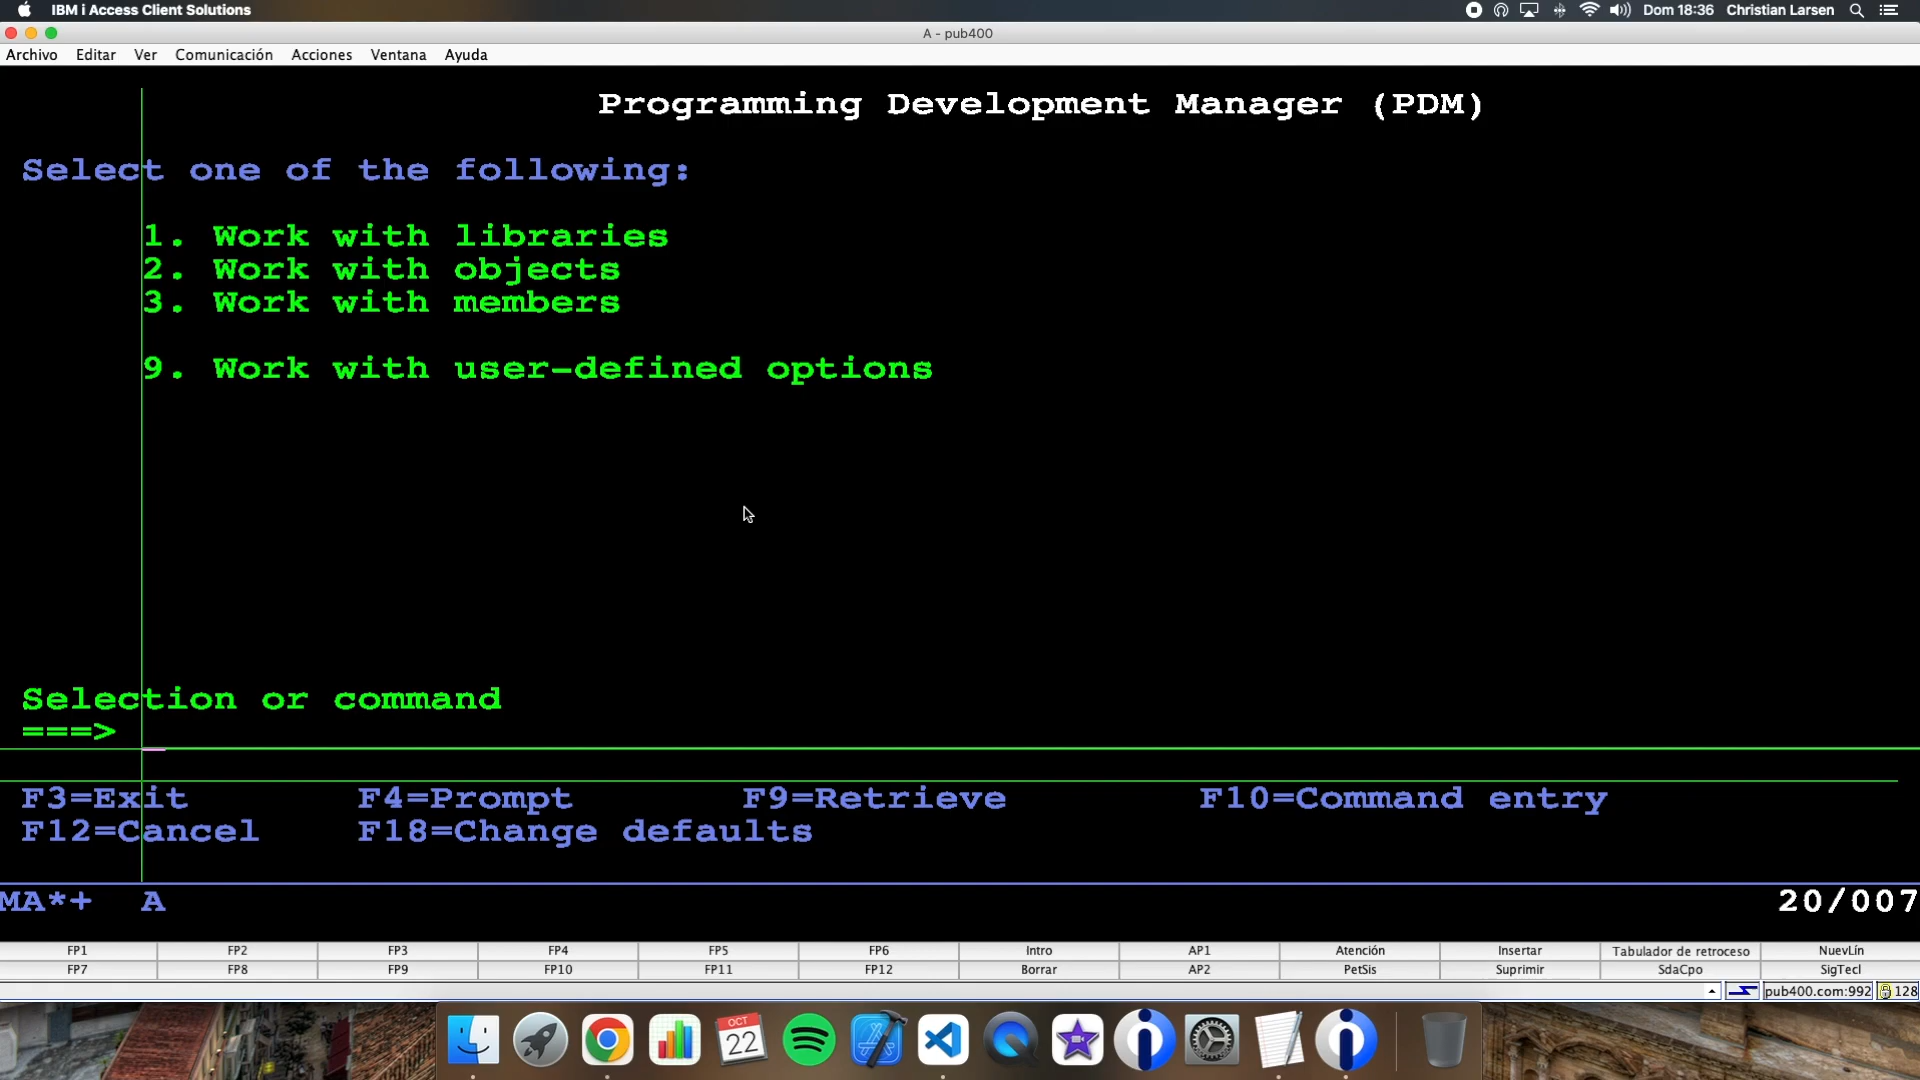 IBM i Access Client Solutions Dom 18:36 Christian Larsen
A - pub400
Archivo Editar Ver Comunicación Acciones Ventana Ayuda
Programming Development Manager (PDM)
Select one of the following:
1. Work with libraries
2. Work with objects
3. Work with members
9. Work with user-defined options
Selection or command
===>
F3=Exit F4=Prompt F9=Retrieve F10=Command entry
F12=Cancel F18=Change defaults
MA*+ A 20/007
FP1 FP2 FP3 FP4 FP5 FP6 Intro AP1 Atención Insertar Tabulador de retroceso NuevLín
FP7 FP8 FP9 FP10 FP11 FP12 Borrar AP2 PetSis Suprimir SdaCpo SigTecl
pub400.com:992 128
OCT
22